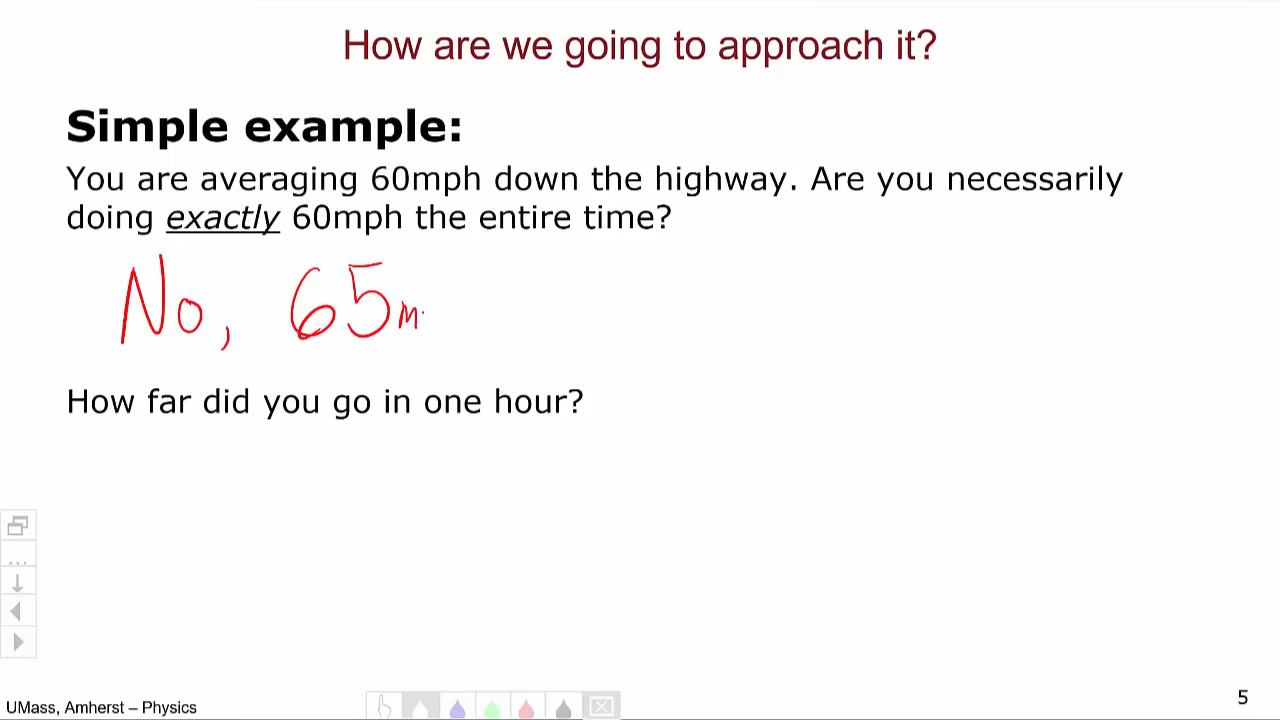 How are we going to approach it?
Simple example:
You are averaging 60mph down the highway. Are you necessarily
doing exactly 60mph the entire time?
No, 65m
How far did you go in one hour?
UMass, Amherst – Physics
5